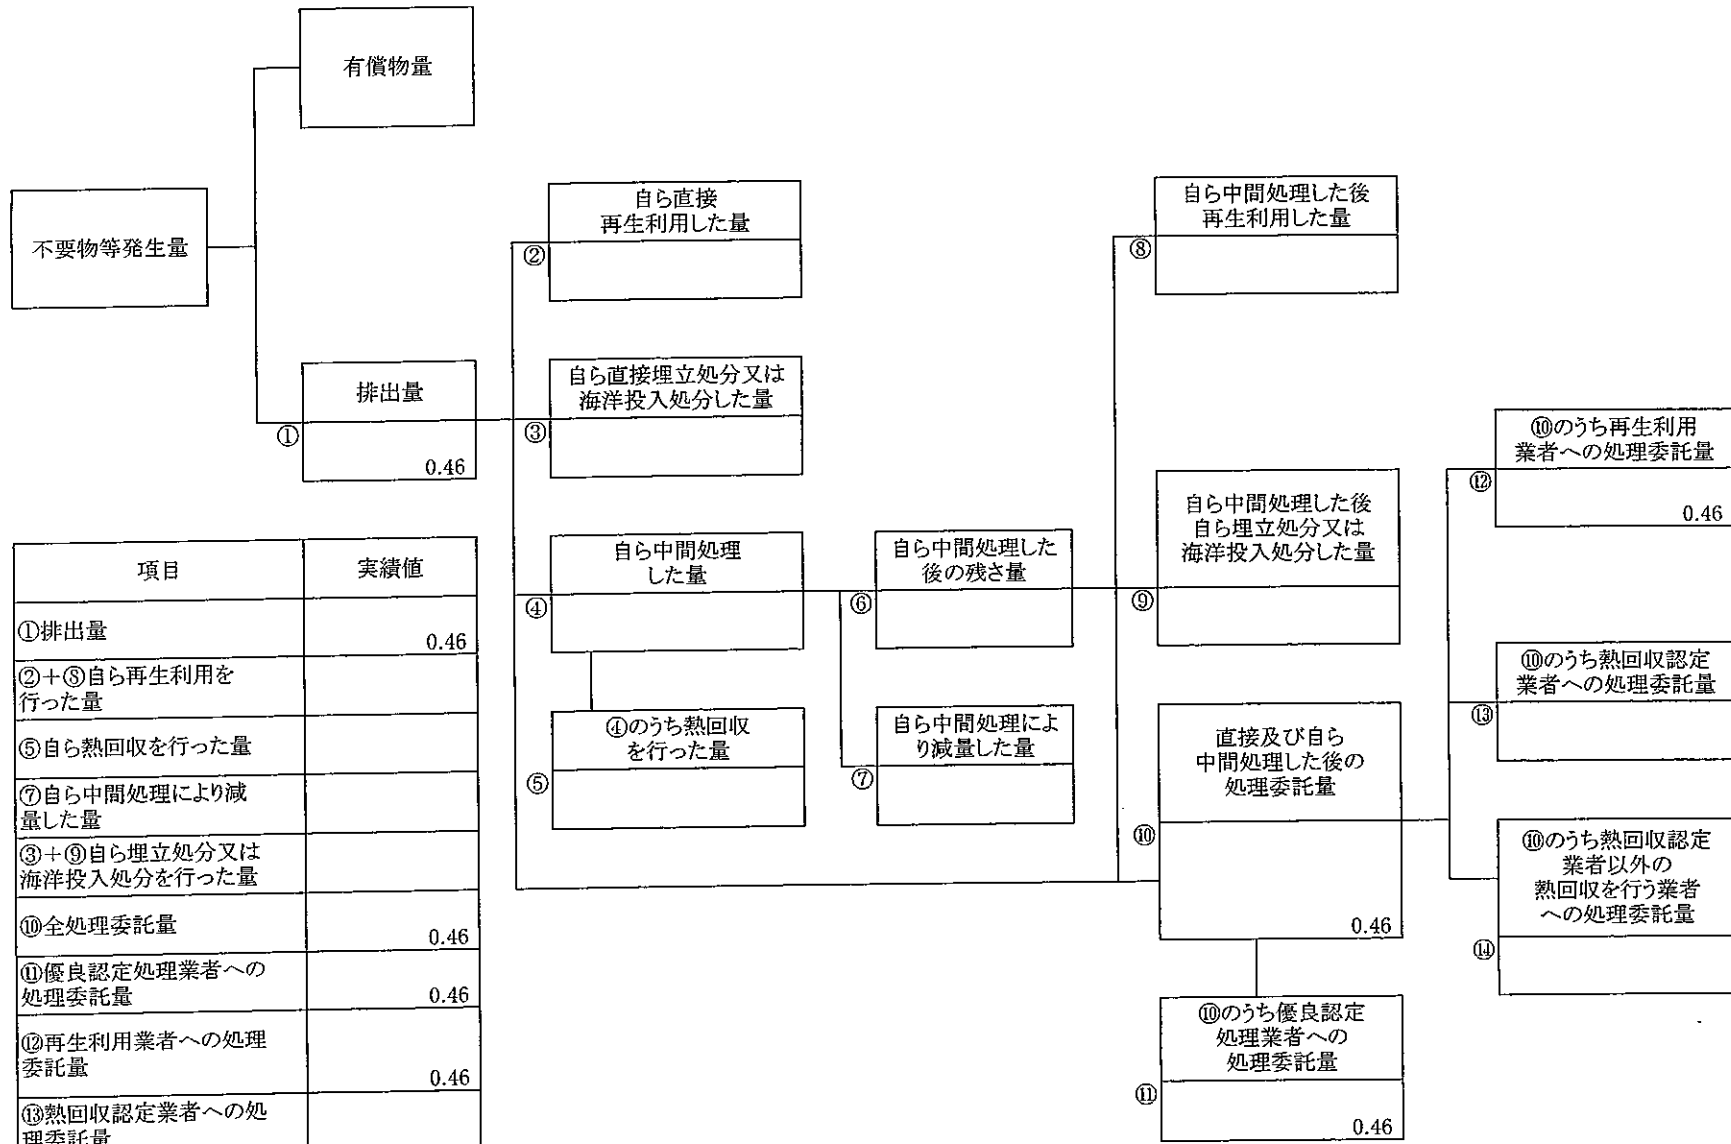 有償物量
不要物等発生量
排出量
①
0.46
自ら直接
再生利用した量
②
自ら直接埋立処分又は
海洋投入処分した量
③
自ら中間処理
した量
④
④のうち熱回収
を行った量
⑤
自ら中間処理した
後の残さ量
⑥
自ら中間処理によ
り減量した量
⑦
自ら中間処理した後
再生利用した量
⑧
自ら中間処理した後
自ら埋立処分又は
海洋投入処分した量
⑨
直接及び自ら
中間処理した後の
処理委託量
⑩
0.46
⑩のうち優良認定
処理業者への
処理委託量
⑪
0.46
⑩のうち再生利用
業者への処理委託量
⑫
0.46
⑩のうち熱回収認定
業者への処理委託量
⑬
⑩のうち熱回収認定
業者以外の
熱回収を行う業者
への処理委託量
⑭
項目 実績値
①排出量 0.46
②+⑧自ら再生利用を
行った量
⑤自ら熱回収を行った量
⑦自ら中間処理により減
量した量
③+⑨自ら埋立処分又は
海洋投入処分を行った量
⑩全処理委託量 0.46
⑪優良認定処理業者への
処理委託量 0.46
⑫再生利用業者への処理
委託量 0.46
⑬熱回収認定業者への処
理委託量